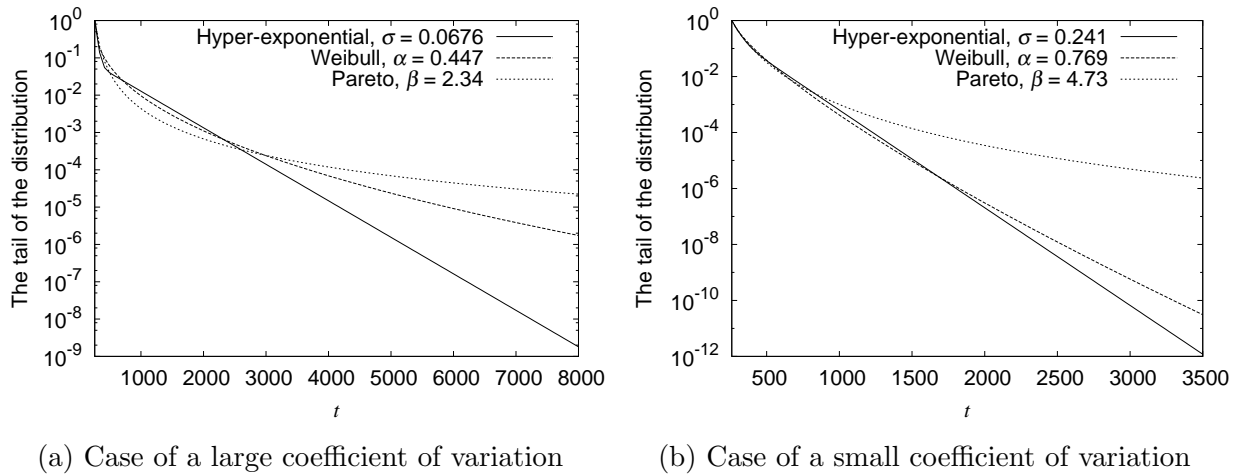 The tail of the distribution
10⁰
10⁻¹
10⁻²
10⁻³
10⁻⁴
10⁻⁵
10⁻⁶
10⁻⁷
10⁻⁸
10⁻⁹
Hyper-exponential, σ = 0.0676
Weibull, α = 0.447
Pareto, β = 2.34
1000 2000 3000 4000 5000 6000 7000 8000
t
(a) Case of a large coefficient of variation
The tail of the distribution
10⁰
10⁻²
10⁻⁴
10⁻⁶
10⁻⁸
10⁻¹⁰
10⁻¹²
Hyper-exponential, σ = 0.241
Weibull, α = 0.769
Pareto, β = 4.73
500 1000 1500 2000 2500 3000 3500
t
(b) Case of a small coefficient of variation